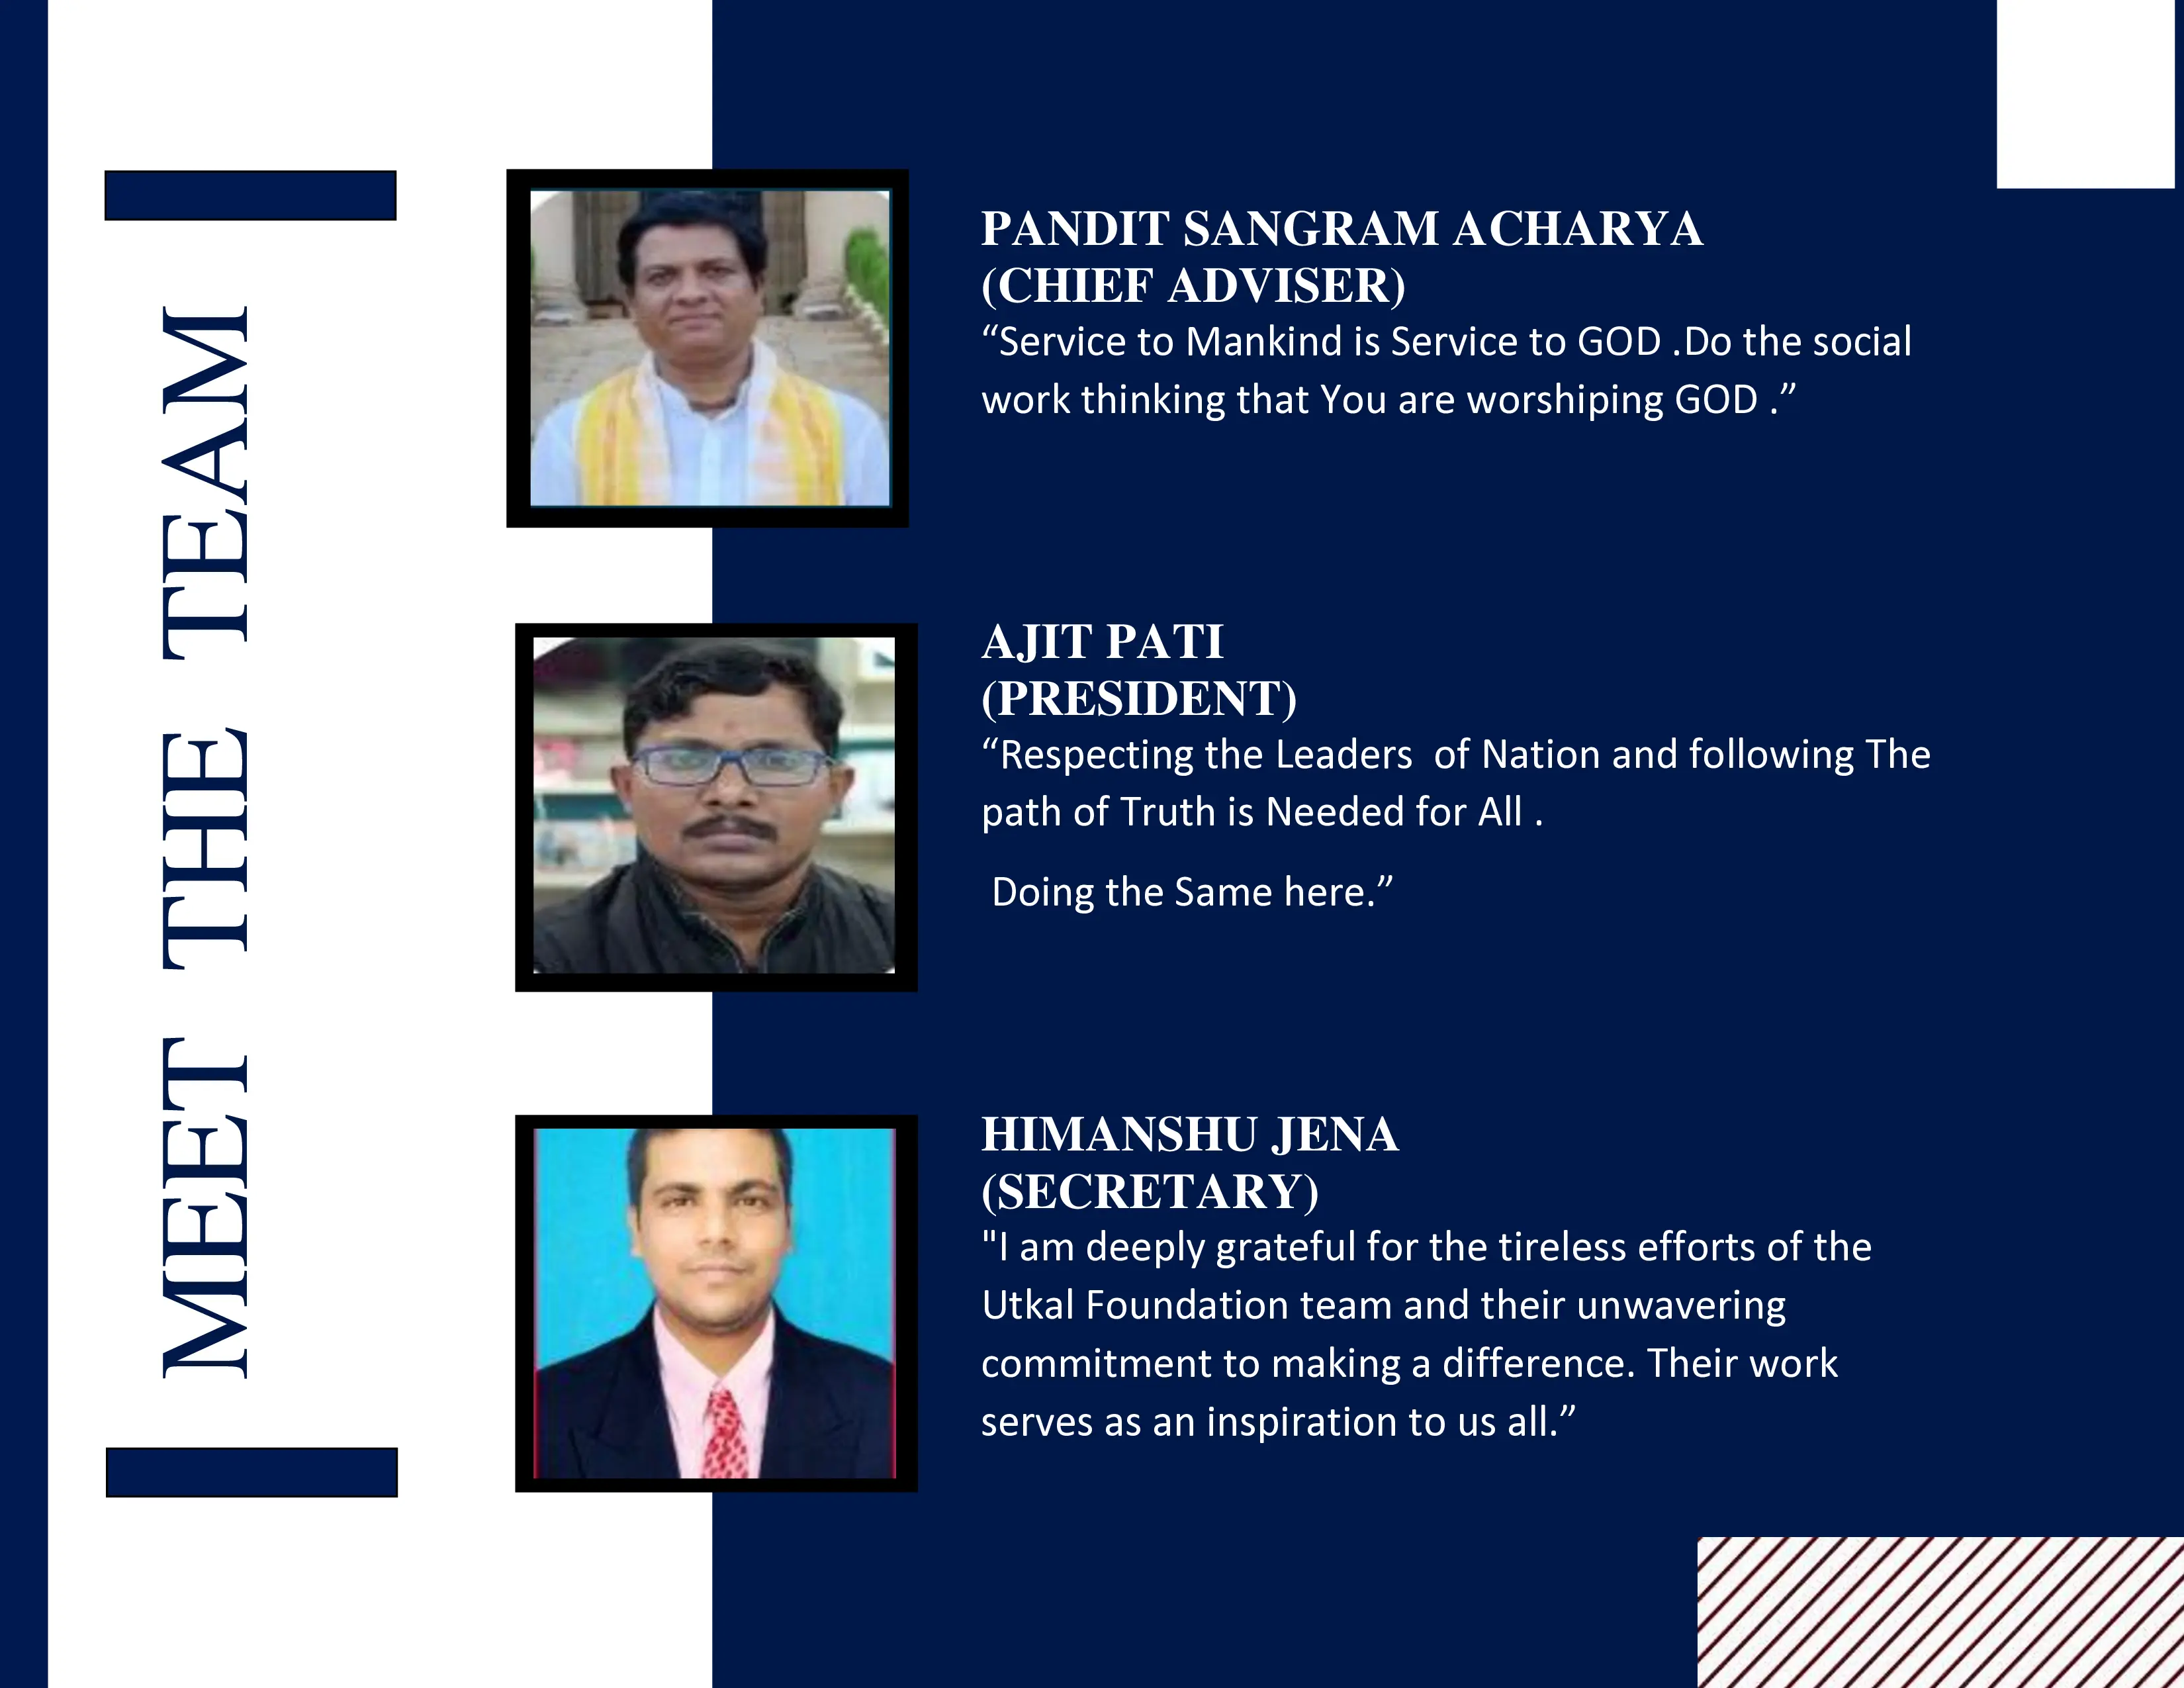 MEET THE TEAM
PANDIT SANGRAM ACHARYA
(CHIEF ADVISER)
“Service to Mankind is Service to GOD .Do the social
work thinking that You are worshiping GOD .”
AJIT PATI
(PRESIDENT)
“Respecting the Leaders  of Nation and following The
path of Truth is Needed for All .
Doing the Same here.”
HIMANSHU JENA
(SECRETARY)
"I am deeply grateful for the tireless efforts of the
Utkal Foundation team and their unwavering
commitment to making a difference. Their work
serves as an inspiration to us all.”